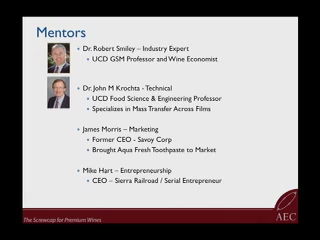 Mentors
Dr. Robert Smiley – Industry Expert
UCD GSM Professor and Wine Economist
Dr. John M Krochta - Technical
UCD Food Science & Engineering Professor
Specializes in Mass Transfer Across Films
James Morris – Marketing
Former CEO - Savoy Corp
Brought Aqua Fresh Toothpaste to Market
Mike Hart – Entrepreneurship
CEO – Sierra Railroad / Serial Entrepreneur
The Screwcap for Premium Wines
AEC